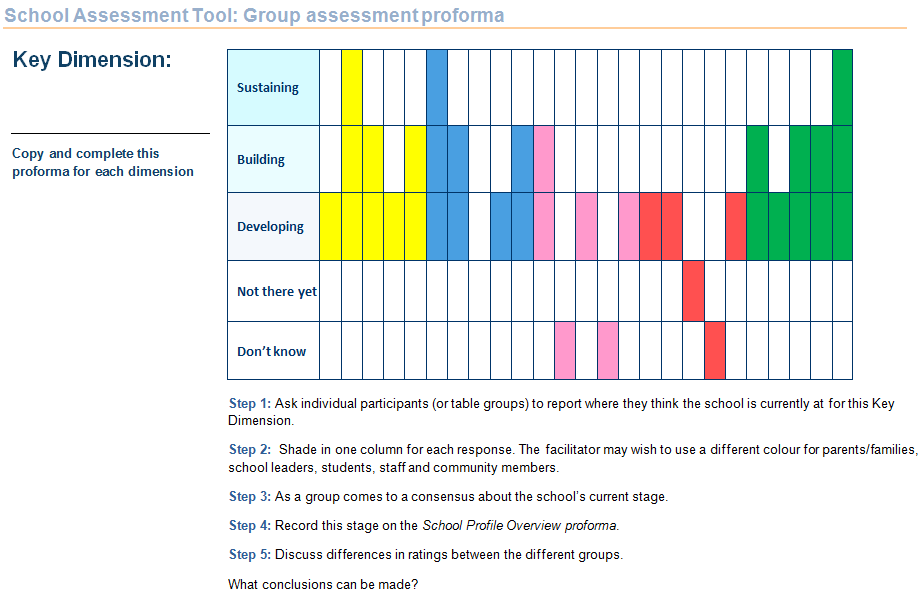 School Assessment Tool: Group assessment proforma
Key Dimension:
Copy and complete this
proforma for each dimension
Sustaining
Building
Developing
Not there yet
Don’t know
Step 1: Ask individual participants (or table groups) to report where they think the school is currently at for this Key
Dimension.
Step 2: Shade in one column for each response. The facilitator may wish to use a different colour for parents/families,
school leaders, students, staff and community members.
Step 3: As a group comes to a consensus about the school’s current stage.
Step 4: Record this stage on the School Profile Overview proforma.
Step 5: Discuss differences in ratings between the different groups.
What conclusions can be made?